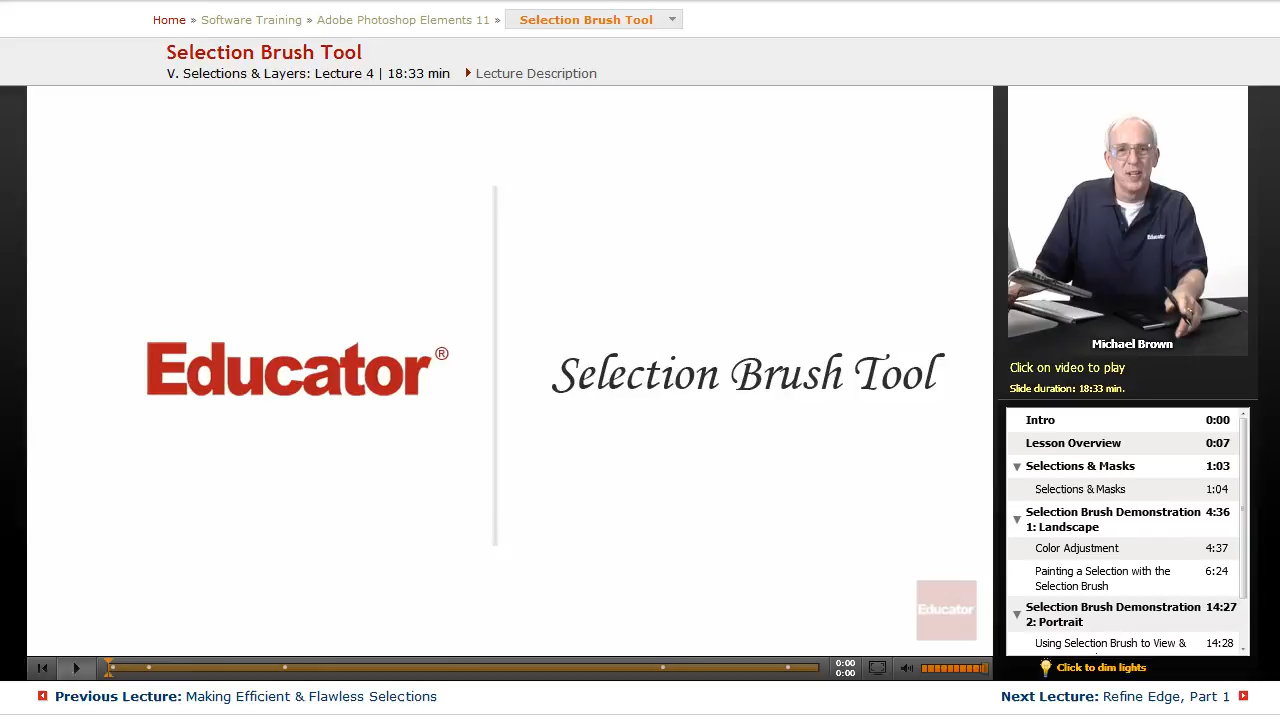 Home » Software Training » Adobe Photoshop Elements 11 » Selection Brush Tool
Selection Brush Tool
V. Selections & Layers: Lecture 4 | 18:33 min Lecture Description
Educator®
Selection Brush Tool
Educator
Educator
Michael Brown
Click on video to play
Slide duration: 18:33 min.
Intro 0:00
Lesson Overview 0:07
Selections & Masks 1:03
Selections & Masks 1:04
Selection Brush Demonstration 4:36
1: Landscape
Color Adjustment 4:37
Painting a Selection with the 6:24
Selection Brush
Selection Brush Demonstration 14:27
2: Portrait
Using Selection Brush to View & 14:28
0:00
0:00
Click to dim lights
Previous Lecture: Making Efficient & Flawless Selections
Next Lecture: Refine Edge, Part 1